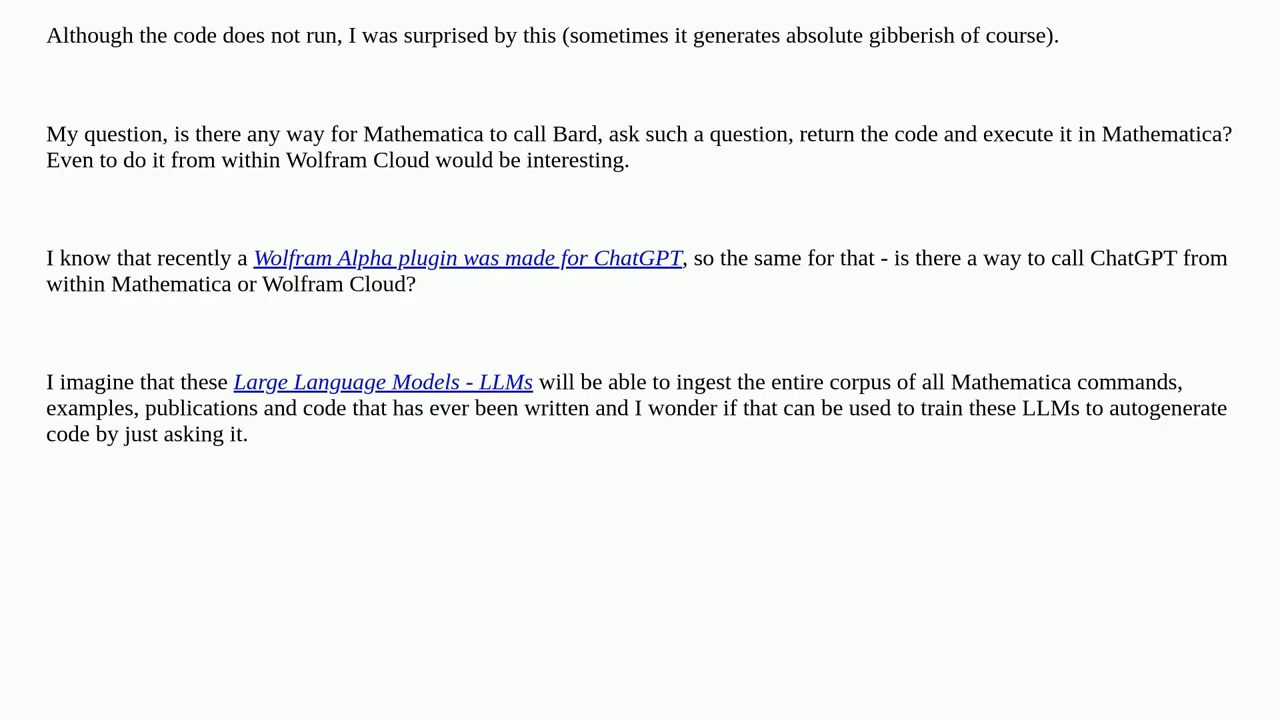 Although the code does not run, I was surprised by this (sometimes it generates absolute gibberish of course).
My question, is there any way for Mathematica to call Bard, ask such a question, return the code and execute it in Mathematica?
Even to do it from within Wolfram Cloud would be interesting.
I know that recently a Wolfram Alpha plugin was made for ChatGPT, so the same for that - is there a way to call ChatGPT from
within Mathematica or Wolfram Cloud?
I imagine that these Large Language Models - LLMs will be able to ingest the entire corpus of all Mathematica commands,
examples, publications and code that has ever been written and I wonder if that can be used to train these LLMs to autogenerate
code by just asking it.